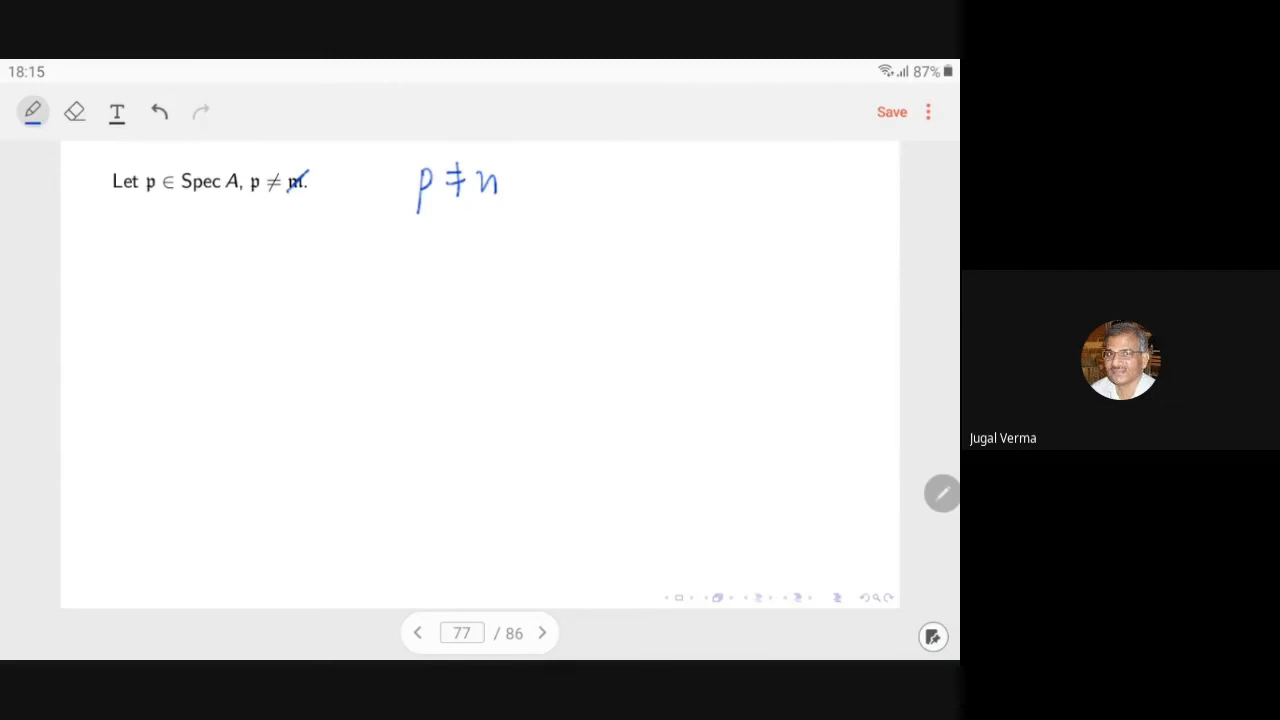 18:15
87%
T
Save
Let 𝔭 ∈ Spec A, 𝔭 ≠ 𝔪.
p ≠ n
77 / 86
Jugal Verma